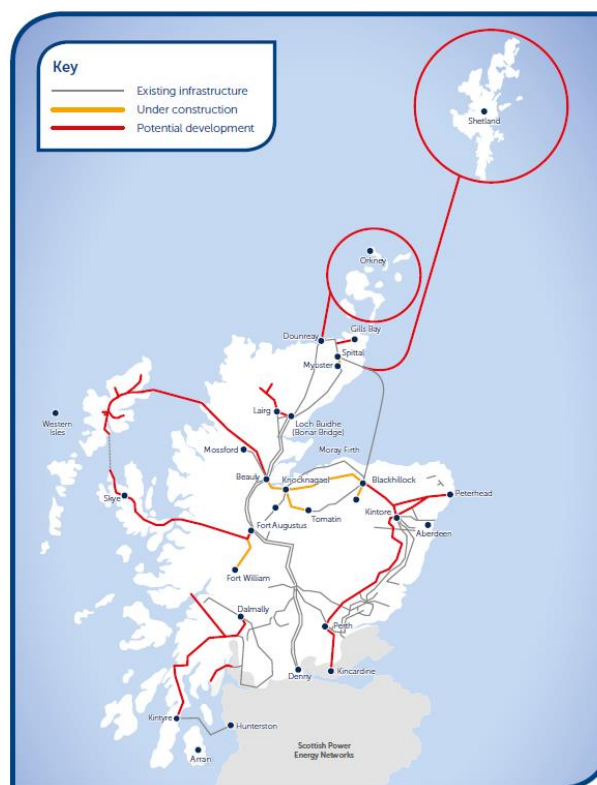 Key
Existing infrastructure
Under construction
Potential development
Shetland
Orkney
Dounreay
Gills Bay
Spittal
Mybster
Western
Isles
Lairg
Loch Buidhe
(Bonar Bridge)
Mossford
Moray Firth
Beauly
Knocknagael
Blackhillock
Peterhead
Skye
Kintore
Tomatin
Fort Augustus
Aberdeen
Fort William
Dalmally
Perth
Denny
Kincardine
Kintyre
Hunterston
Arran
Scottish Power
Energy Networks